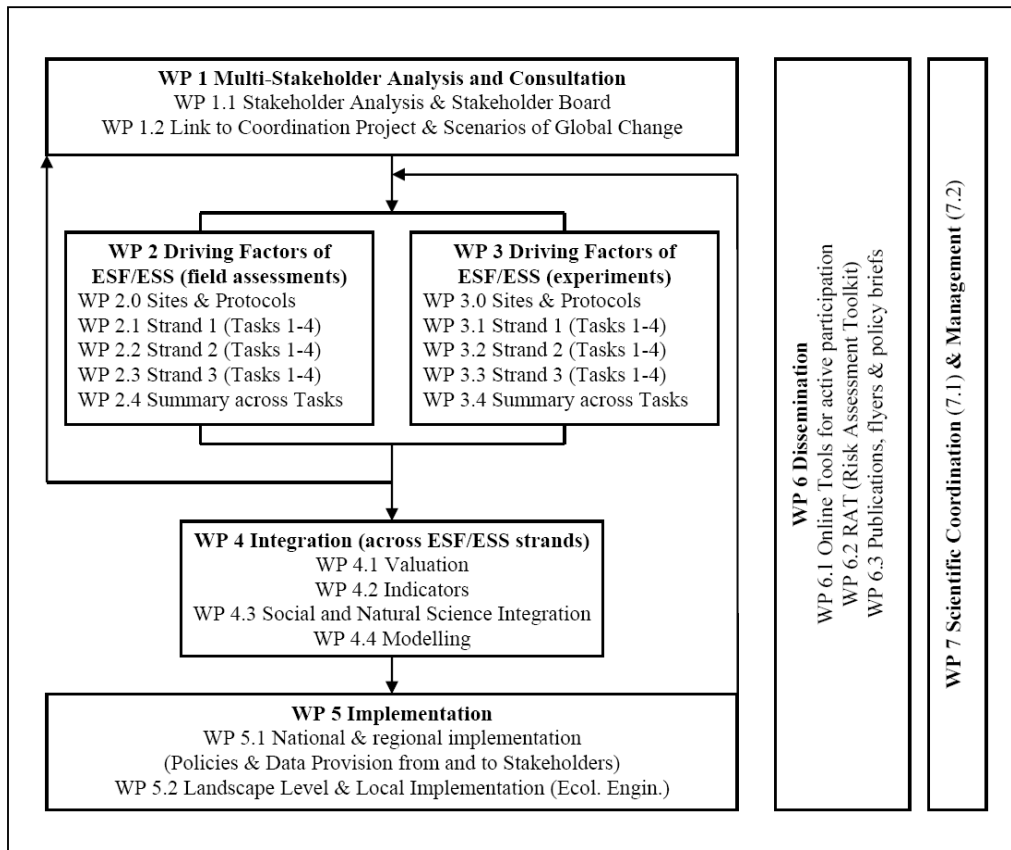 WP 1 Multi-Stakeholder Analysis and Consultation
WP 1.1 Stakeholder Analysis & Stakeholder Board
WP 1.2 Link to Coordination Project & Scenarios of Global Change
WP 2 Driving Factors of
ESF/ESS (field assessments)
WP 2.0 Sites & Protocols
WP 2.1 Strand 1 (Tasks 1-4)
WP 2.2 Strand 2 (Tasks 1-4)
WP 2.3 Strand 3 (Tasks 1-4)
WP 2.4 Summary across Tasks
WP 3 Driving Factors of
ESF/ESS (experiments)
WP 3.0 Sites & Protocols
WP 3.1 Strand 1 (Tasks 1-4)
WP 3.2 Strand 2 (Tasks 1-4)
WP 3.3 Strand 3 (Tasks 1-4)
WP 3.4 Summary across Tasks
WP 4 Integration (across ESF/ESS strands)
WP 4.1 Valuation
WP 4.2 Indicators
WP 4.3 Social and Natural Science Integration
WP 4.4 Modelling
WP 5 Implementation
WP 5.1 National & regional implementation
(Policies & Data Provision from and to Stakeholders)
WP 5.2 Landscape Level & Local Implementation (Ecol. Engin.)
WP 6 Dissemination
WP 6.1 Online Tools for active participation
WP 6.2 RAT (Risk Assessment Toolkit)
WP 6.3 Publications, flyers & policy briefs
WP 7 Scientific Coordination (7.1) & Management (7.2)